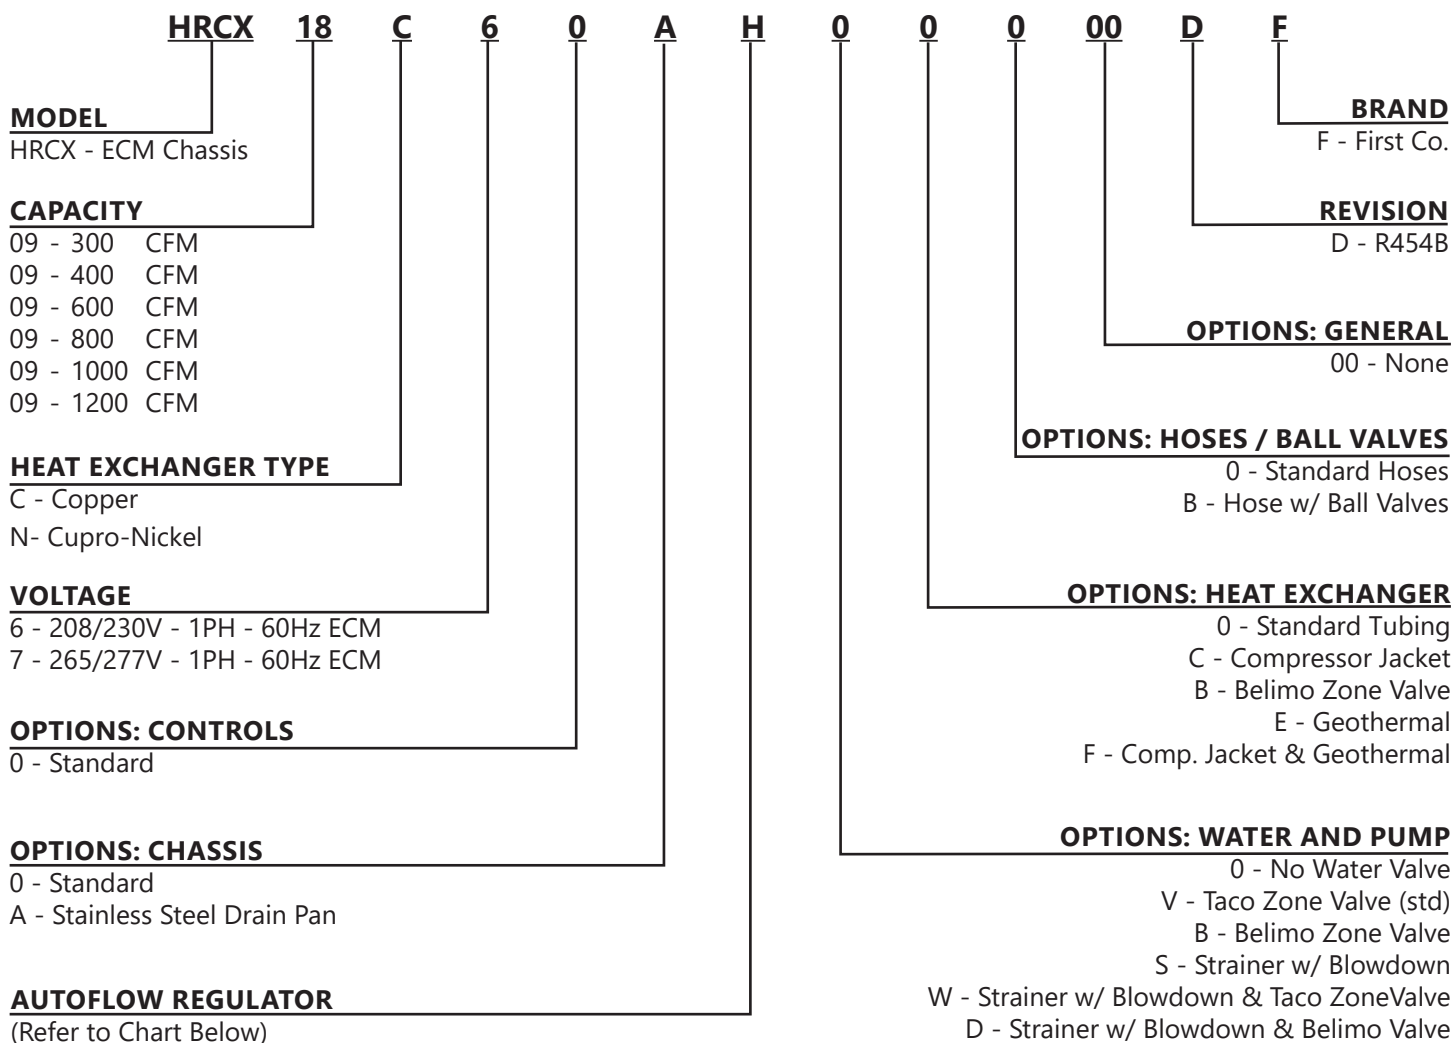 HRCX 18 C 6 0 A H 0 0 0 00 D F
MODEL
HRCX - ECM Chassis
CAPACITY
09 - 300 CFM
09 - 400 CFM
09 - 600 CFM
09 - 800 CFM
09 - 1000 CFM
09 - 1200 CFM
HEAT EXCHANGER TYPE
C - Copper
N- Cupro-Nickel
VOLTAGE
6 - 208/230V - 1PH - 60Hz ECM
7 - 265/277V - 1PH - 60Hz ECM
OPTIONS: CONTROLS
0 - Standard
OPTIONS: CHASSIS
0 - Standard
A - Stainless Steel Drain Pan
AUTOFLOW REGULATOR
(Refer to Chart Below)
BRAND
F - First Co.
REVISION
D - R454B
OPTIONS: GENERAL
00 - None
OPTIONS: HOSES / BALL VALVES
0 - Standard Hoses
B - Hose w/ Ball Valves
OPTIONS: HEAT EXCHANGER
0 - Standard Tubing
C - Compressor Jacket
B - Belimo Zone Valve
E - Geothermal
F - Comp. Jacket & Geothermal
OPTIONS: WATER AND PUMP
0 - No Water Valve
V - Taco Zone Valve (std)
B - Belimo Zone Valve
S - Strainer w/ Blowdown
W - Strainer w/ Blowdown & Taco ZoneValve
D - Strainer w/ Blowdown & Belimo Valve